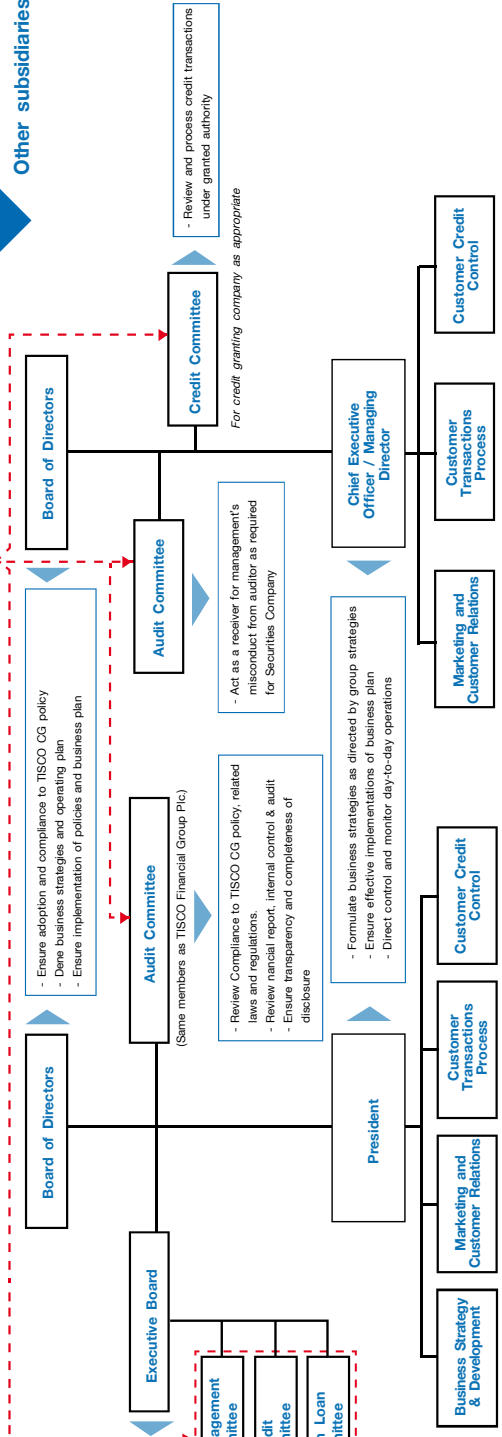 Other subsidiaries
Board of Directors
- Ensure adoption and compliance to TISCO CG policy
- Dene business strategies and operating plan
- Ensure implementation of policies and business plan
Board of Directors
Executive Board
Audit Committee
(Same members as TISCO Financial Group Plc.)
- Review Compliance to TISCO CG policy, related
laws and regulations.
- Review nancial report, internal control & audit
- Ensure transparency and completeness of
disclosure
Audit Committee
- Act as a receiver for management's
misconduct from auditor as required
for Securities Company
Credit Committee
For credit granting company as appropriate
- Review and process credit transactions
under granted authority
Loan
President
- Formulate business strategies as directed by group strategies
- Ensure effective implementations of business plan
- Direct control and monitor day-to-day operations
Chief Executive
Officer / Managing
Director
Business Strategy
& Development
Marketing and
Customer Relations
Customer
Transactions
Process
Customer Credit
Control
Marketing and
Customer Relations
Customer
Transactions
Process
Customer Credit
Control